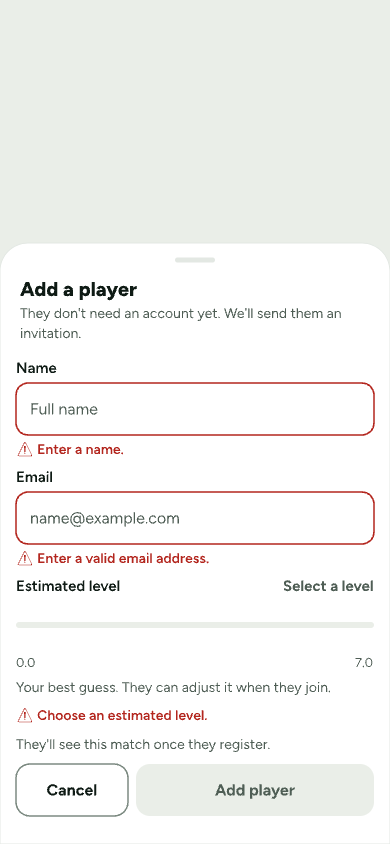 Add a player
They don't need an account yet. We'll send them an
invitation.
Name
Full name
Enter a name.
Email
name@example.com
Enter a valid email address.
Estimated level Select a level
0.0 7.0
Your best guess. They can adjust it when they join.
Choose an estimated level.
They'll see this match once they register.
Cancel Add player